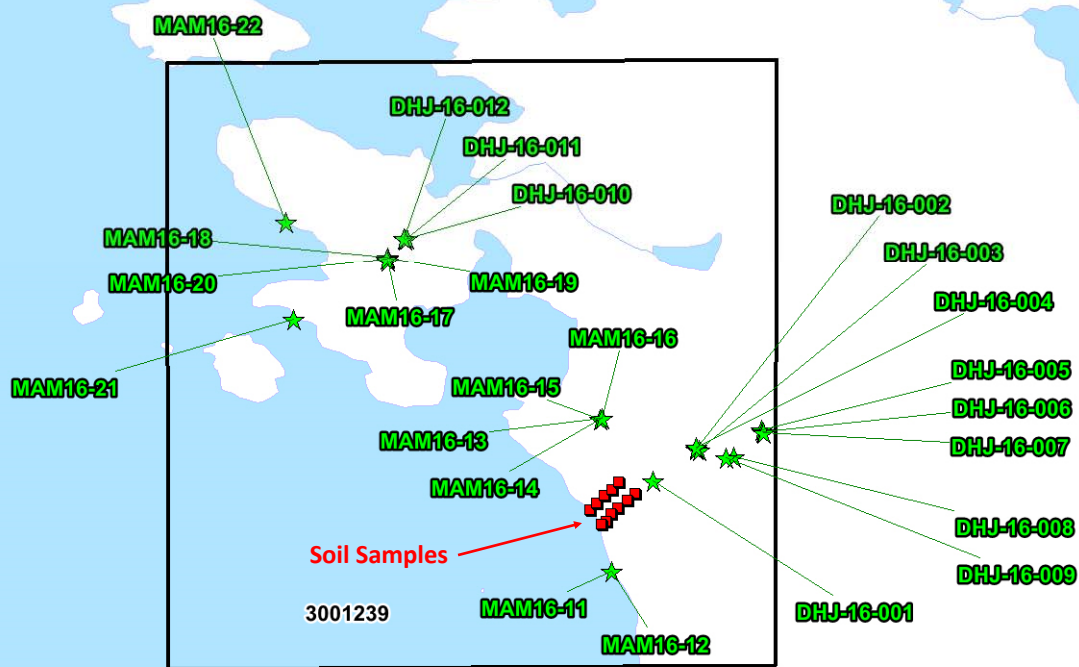 MAM16-22
DHJ-16-012
DHJ-16-011
DHJ-16-010
DHJ-16-002
MAM16-18
DHJ-16-003
MAM16-20
MAM16-19
DHJ-16-004
MAM16-17
MAM16-16
DHJ-16-005
MAM16-21
MAM16-15
DHJ-16-006
MAM16-13
DHJ-16-007
MAM16-14
DHJ-16-008
Soil Samples
DHJ-16-009
MAM16-11
3001239
DHJ-16-001
MAM16-12